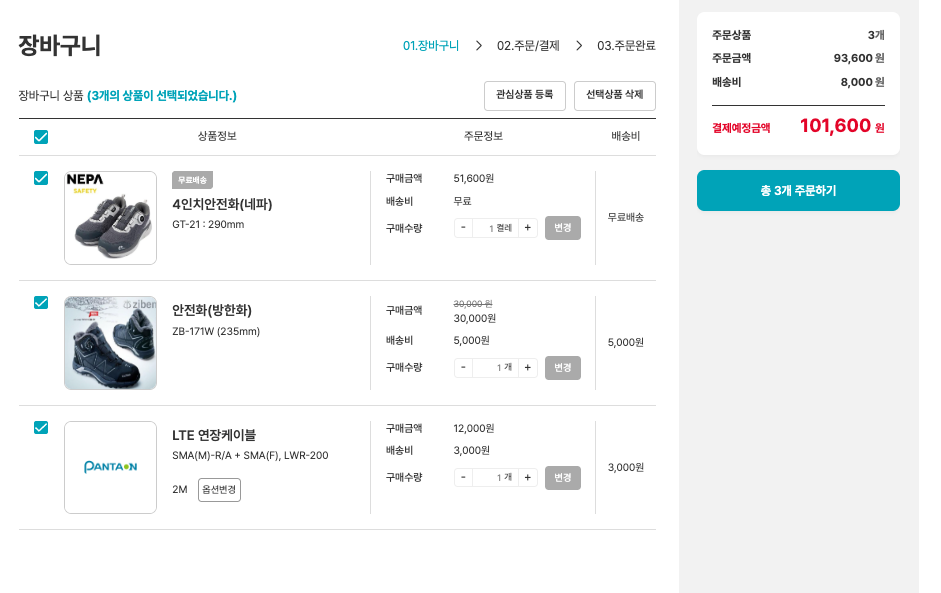 장바구니
01.장바구니 > 02.주문/결제 > 03.주문완료
장바구니 상품 (3개의 상품이 선택되었습니다.)
관심상품 등록
선택상품 삭제
상품정보
주문정보
배송비
NEPA
SAFETY
무료배송
4인치안전화(네파)
GT-21 : 290mm
구매금액 51,600원
배송비 무료
구매수량 - 1 켤레 + 변경
무료배송
ziben
안전화(방한화)
ZB-171W (235mm)
구매금액 30,000 원
30,000원
배송비 5,000원
구매수량 - 1 개 + 변경
5,000원
PANTAON
LTE 연장케이블
SMA(M)-R/A + SMA(F), LWR-200
2M 옵션변경
구매금액 12,000원
배송비 3,000원
구매수량 - 1 개 + 변경
3,000원
주문상품 3개
주문금액 93,600 원
배송비 8,000 원
결제예정금액 101,600 원
총 3개 주문하기